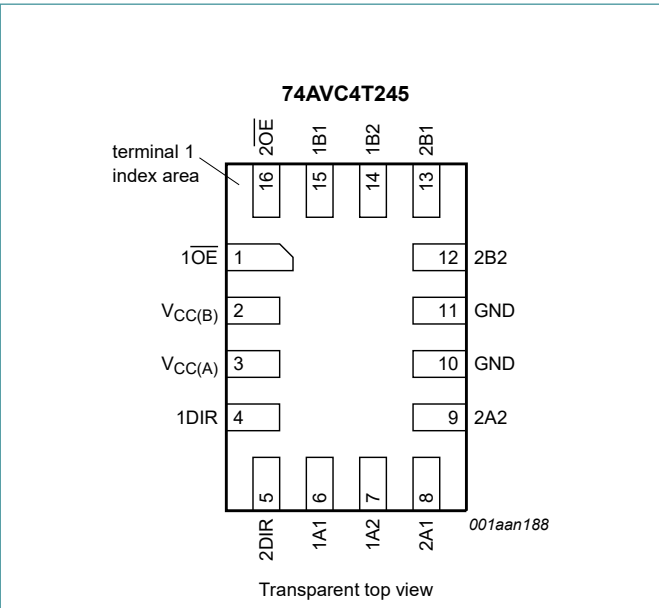 74AVC4T245
terminal 1
index area
2OE
1B1
1B2
2B1
16
15
14
13
1OE
1
12
2B2
VCC(B)
2
11
GND
VCC(A)
3
10
GND
1DIR
4
9
2A2
5
6
7
8
2DIR
1A1
1A2
2A1
001aan188
Transparent top view